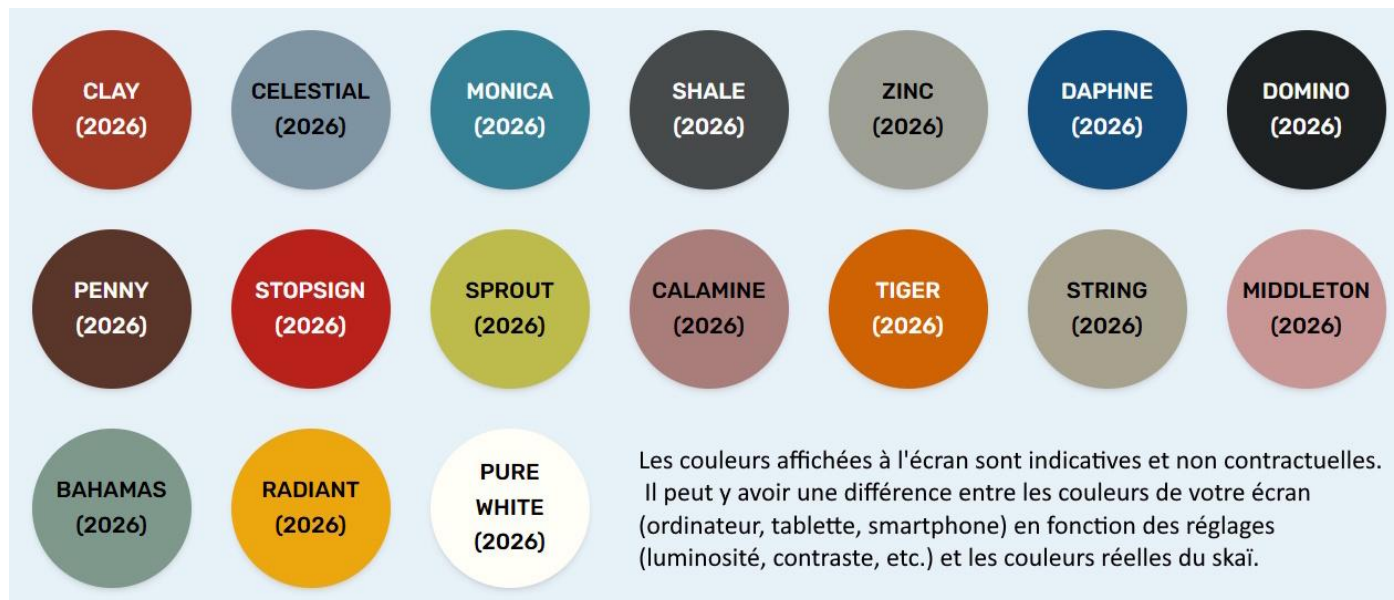 CLAY
(2026)
CELESTIAL
(2026)
MONICA
(2026)
SHALE
(2026)
ZINC
(2026)
DAPHNE
(2026)
DOMINO
(2026)
PENNY
(2026)
STOPSIGN
(2026)
SPROUT
(2026)
CALAMINE
(2026)
TIGER
(2026)
STRING
(2026)
MIDDLETON
(2026)
BAHAMAS
(2026)
RADIANT
(2026)
PURE
WHITE
(2026)
Les couleurs affichées à l'écran sont indicatives et non contractuelles.
Il peut y avoir une différence entre les couleurs de votre écran
(ordinateur, tablette, smartphone) en fonction des réglages
(luminosité, contraste, etc.) et les couleurs réelles du skaï.